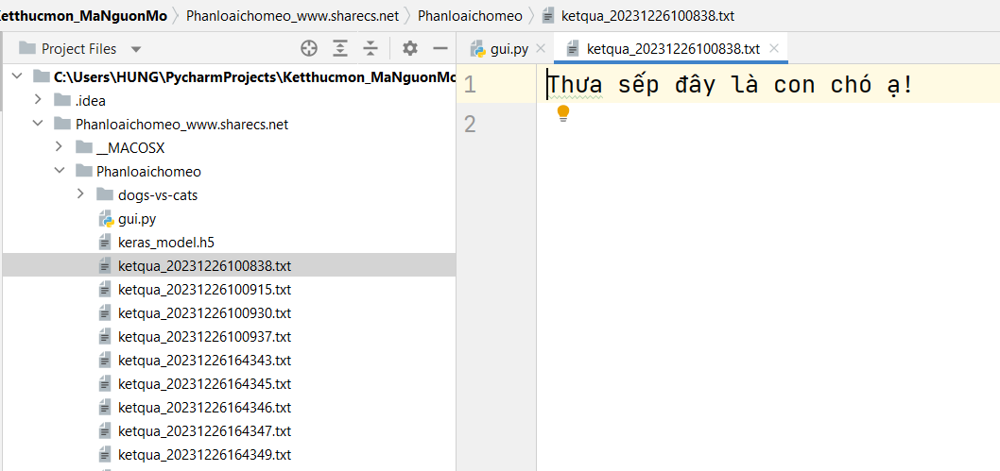 Ketthucmon_MaNguonMo Phanloaichomeo_www.sharecs.net Phanloaichomeo ketqua_20231226100838.txt
Project Files
gui.py ketqua_20231226100838.txt
C:\Users\HUNG\PycharmProjects\Ketthucmon_MaNguonMo
.idea
Phanloaichomeo_www.sharecs.net
__MACOSX
Phanloaichomeo
dogs-vs-cats
gui.py
keras_model.h5
ketqua_20231226100838.txt
ketqua_20231226100915.txt
ketqua_20231226100930.txt
ketqua_20231226100937.txt
ketqua_20231226164343.txt
ketqua_20231226164345.txt
ketqua_20231226164346.txt
ketqua_20231226164347.txt
ketqua_20231226164349.txt
1 Thưa sếp đây là con chó ạ!
2